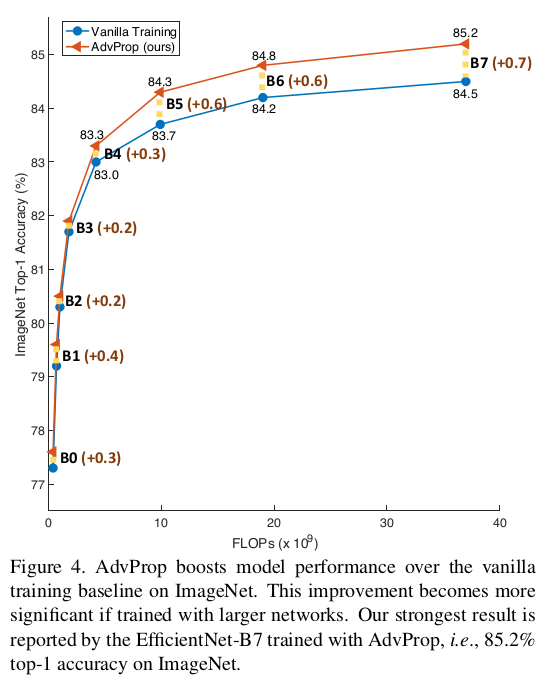 Vanilla Training
AdvProp (ours)
ImageNet Top-1 Accuracy (%)
85
84
83
82
81
80
79
78
77
85.2
B7 (+0.7)
84.5
84.8
B6 (+0.6)
84.2
84.3
B5 (+0.6)
83.7
83.3
B4 (+0.3)
83.0
B3 (+0.2)
B2 (+0.2)
B1 (+0.4)
B0 (+0.3)
0
10
20
30
40
FLOPs (x 10⁹)
Figure 4. AdvProp boosts model performance over the vanilla
training baseline on ImageNet. This improvement becomes more
significant if trained with larger networks. Our strongest result is
reported by the EfficientNet-B7 trained with AdvProp, i.e., 85.2%
top-1 accuracy on ImageNet.